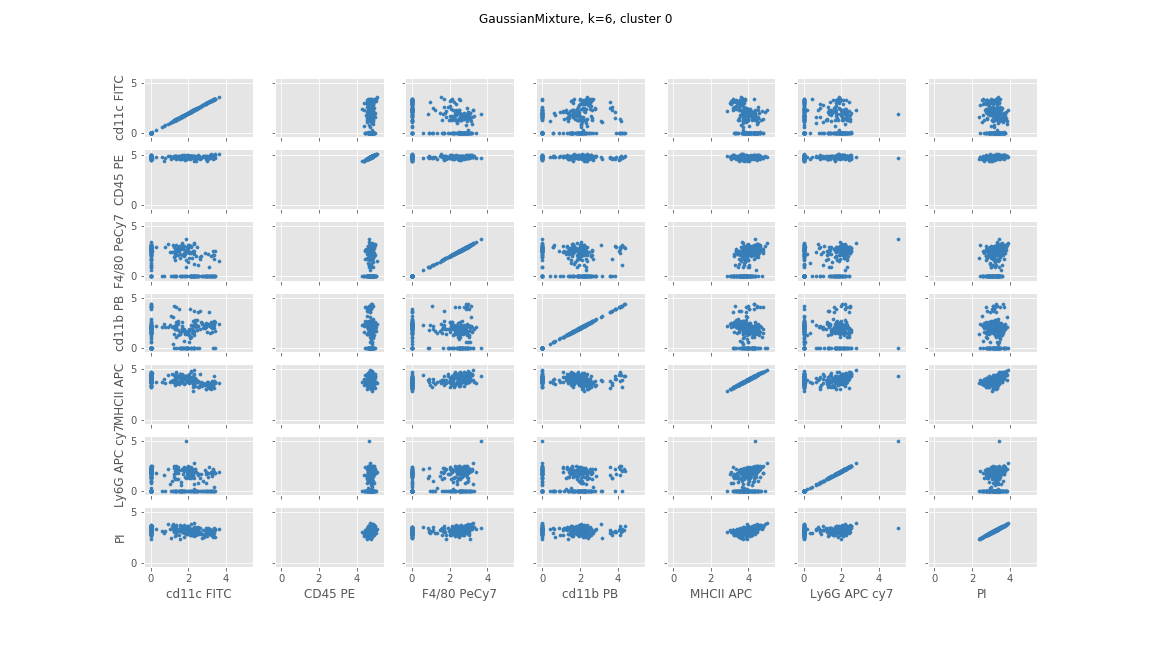 GaussianMixture, k=6, cluster 0
cd11c FITC
5
0
CD45 PE
5
0
F4/80 PeCy7
5
0
cd11b PB
5
0
MHCII APC
5
0
Ly6G APC cy7
5
0
PI
5
0
0 2 4 0 2 4 0 2 4 0 2 4 0 2 4 0 2 4 0 2 4
cd11c FITC CD45 PE F4/80 PeCy7 cd11b PB MHCII APC Ly6G APC cy7 PI